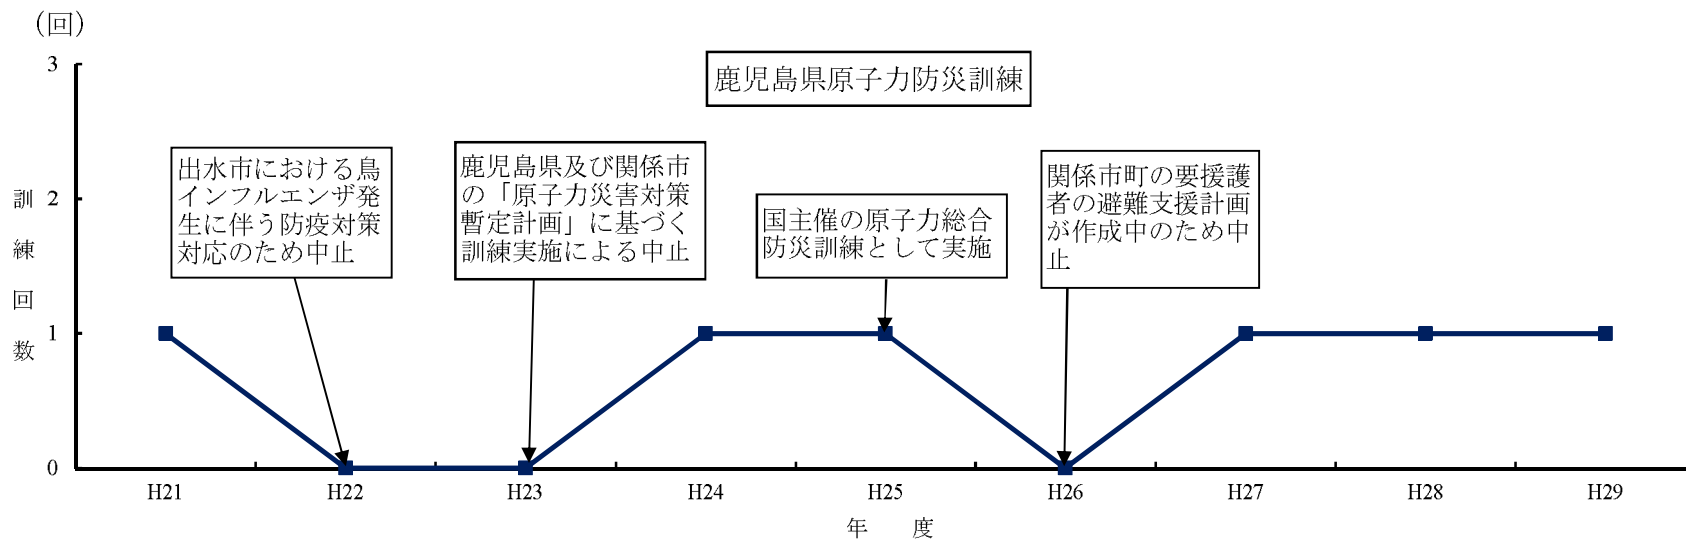 （回）
鹿児島県原子力防災訓練
出水市における鳥
インフルエンザ発
生に伴う防疫対策
対応のため中止
鹿児島県及び関係市
の「原子力災害対策
暫定計画」に基づく
訓練実施による中止
国主催の原子力総合
防災訓練として実施
関係市町の要援護
者の避難支援計画
が作成中のため中
止
訓練回数
3
2
1
0
H21 H22 H23 H24 H25 H26 H27 H28 H29
年　度